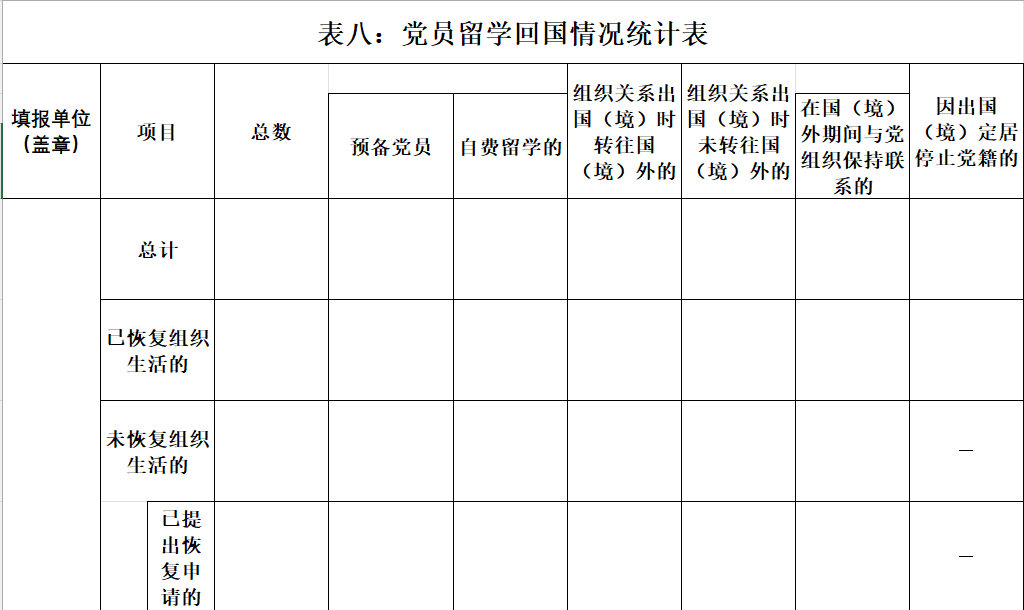 表八：党员留学回国情况统计表
填报单位
（盖章）
项目
总数
预备党员
自费留学的
组织关系出
国（境）时
转往国
（境）外的
组织关系出
国（境）时
未转往国
（境）外的
在国（境）
外期间与党
组织保持联
系的
因出国
（境）定居
停止党籍的
总计
已恢复组织
生活的
未恢复组织
生活的
—
已提
出恢
复申
请的
—